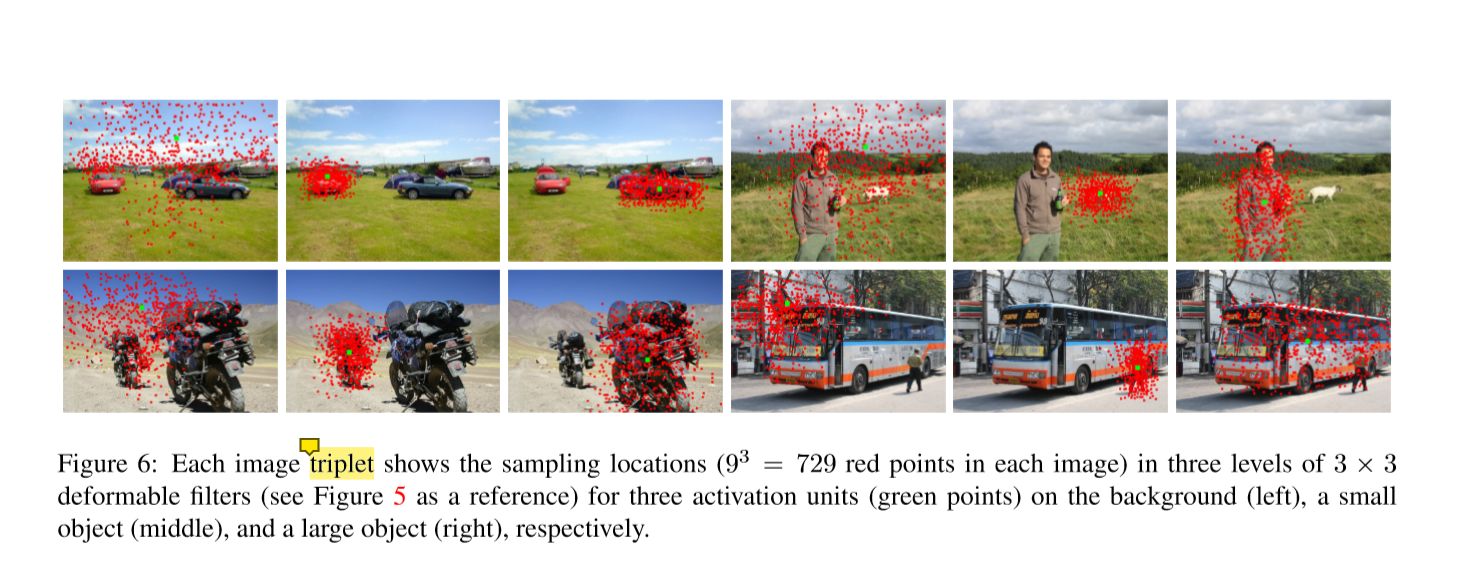 Figure 6: Each image triplet shows the sampling locations (9³ = 729 red points in each image) in three levels of 3 × 3
deformable filters (see Figure 5 as a reference) for three activation units (green points) on the background (left), a small
object (middle), and a large object (right), respectively.